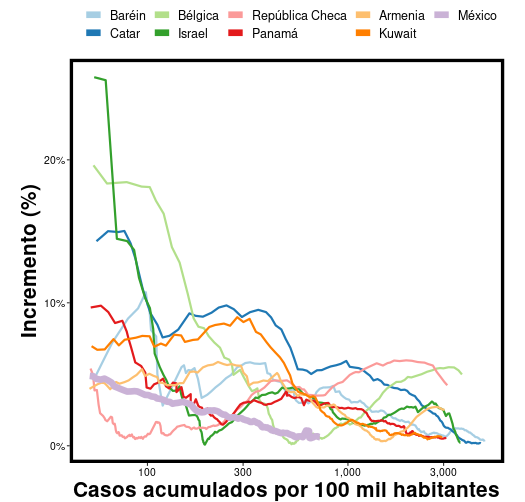 Baréin Bélgica República Checa Armenia México
Catar Israel Panamá Kuwait
Incremento (%)
20%
10%
0%
100 300 1,000 3,000
Casos acumulados por 100 mil habitantes